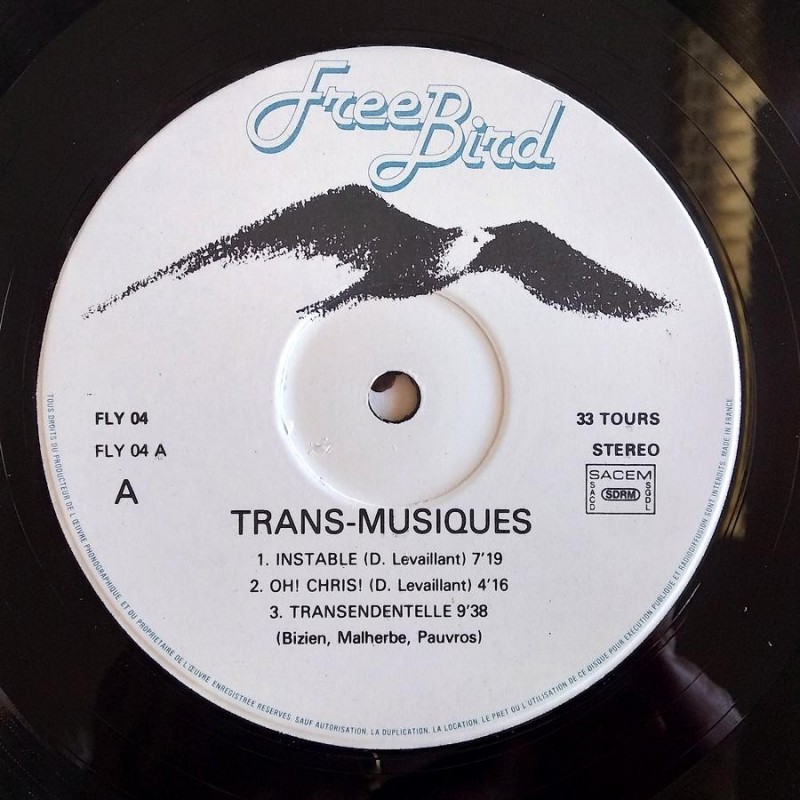 Free Bird
FLY 04
FLY 04 A
A
33 TOURS
STEREO
SACEM
SACD
SDRM
SGDL
TRANS-MUSIQUES
1. INSTABLE (D. Levaillant) 7'19
2. OH! CHRIS! (D. Levaillant) 4'16
3. TRANSENDENTELLE 9'38
(Bizien, Malherbe, Pauvros)
TOUS DROITS DU PRODUCTEUR DE L'ŒUVRE PHONOGRAPHIQUE ET DU PROPRIETAIRE DE L'ŒUVRE ENREGISTREE RESERVES. SAUF AUTORISATION. LA DUPLICATION. LA LOCATION. LE PRET OU L'UTILISATION DE CE DISQUE POUR EXECUTION PUBLIQUE ET RADIODIFFUSION SONT INTERDITS. MADE IN FRANCE